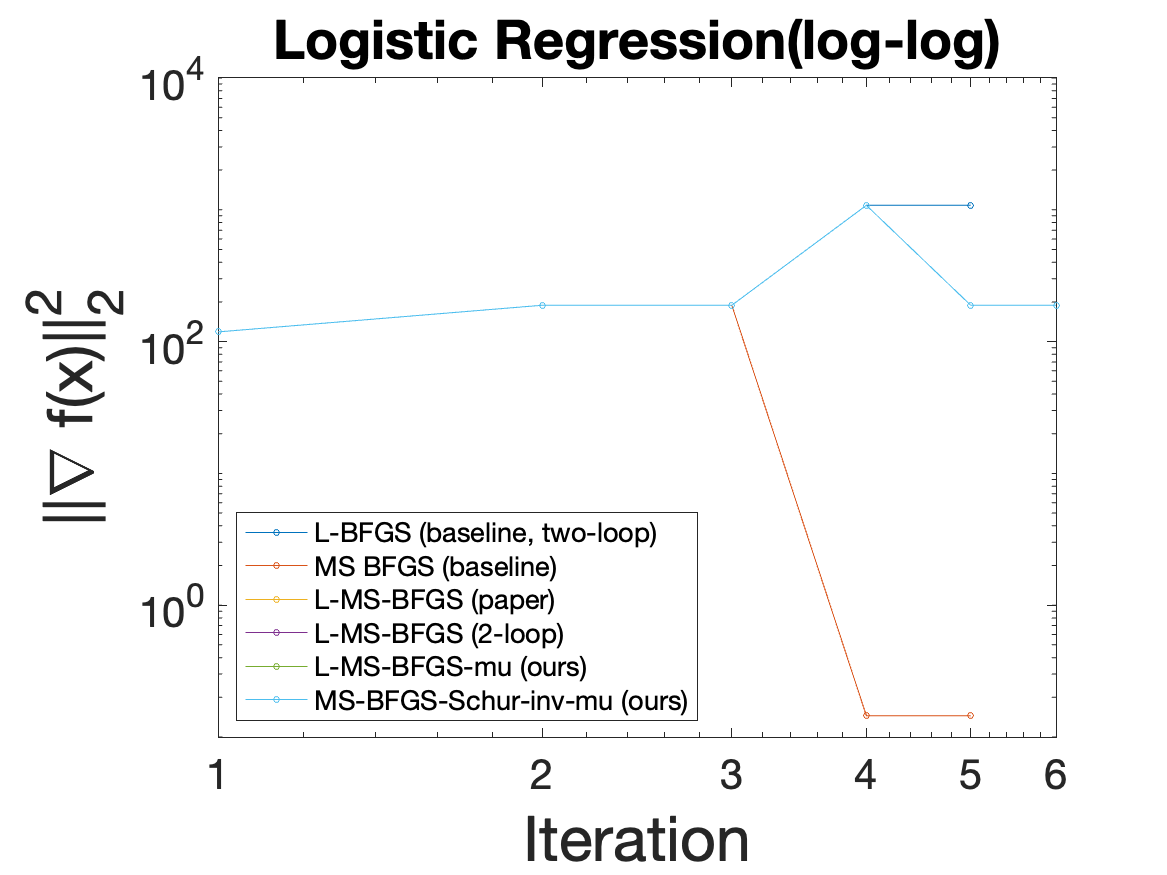 Logistic Regression(log-log)
10^4
10^2
10^0
||∇ f(x)||_2^2
L-BFGS (baseline, two-loop)
MS BFGS (baseline)
L-MS-BFGS (paper)
L-MS-BFGS (2-loop)
L-MS-BFGS-mu (ours)
MS-BFGS-Schur-inv-mu (ours)
1 2 3 4 5 6
Iteration